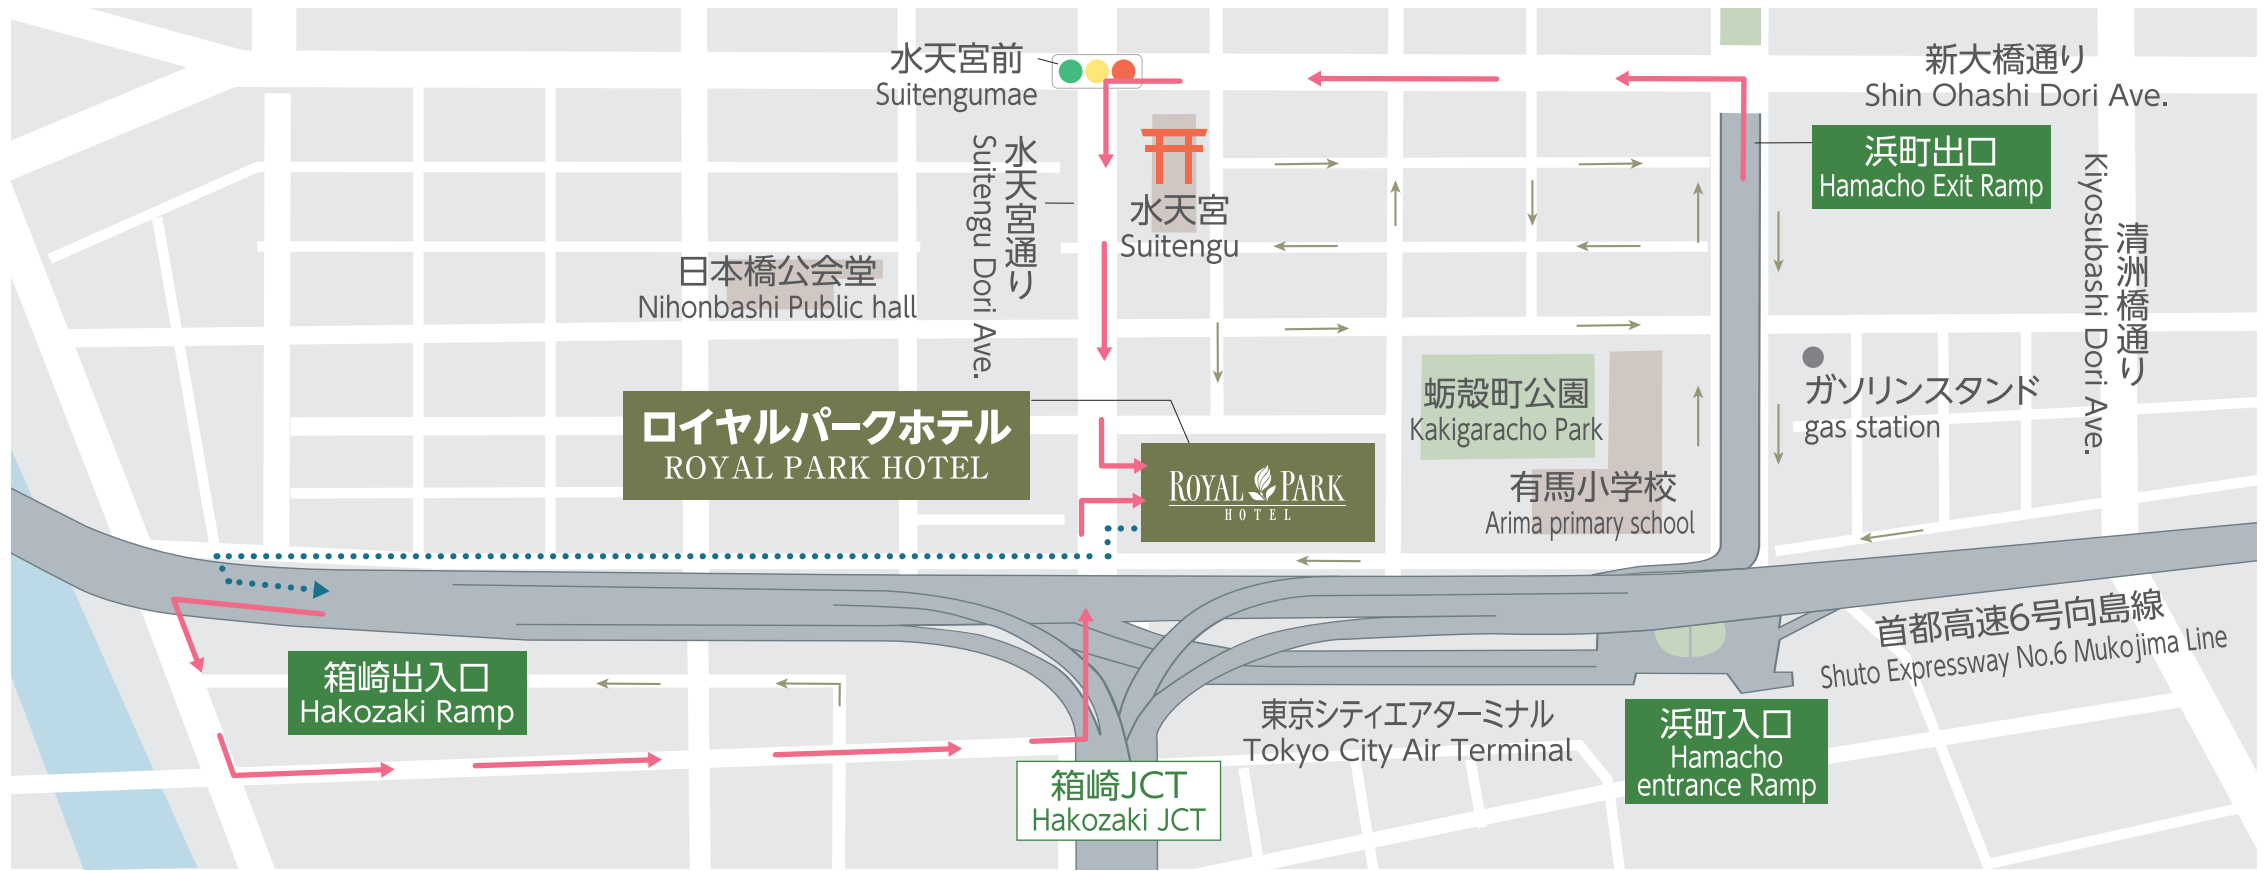 水天宮前
Suitengumae
新大橋通り
Shin Ohashi Dori Ave.
浜町出口
Hamacho Exit Ramp
水天宮通り
Suitengu Dori Ave.
水天宮
Suitengu
清洲橋通り
Kiyosubashi Dori Ave.
日本橋公会堂
Nihonbashi Public hall
ロイヤルパークホテル
ROYAL PARK HOTEL
ROYAL PARK
HOTEL
蛎殻町公園
Kakigaracho Park
ガソリンスタンド
gas station
有馬小学校
Arima primary school
首都高速6号向島線
Shuto Expressway No.6 Mukojima Line
箱崎出入口
Hakozaki Ramp
東京シティエアターミナル
Tokyo City Air Terminal
浜町入口
Hamacho
entrance Ramp
箱崎JCT
Hakozaki JCT